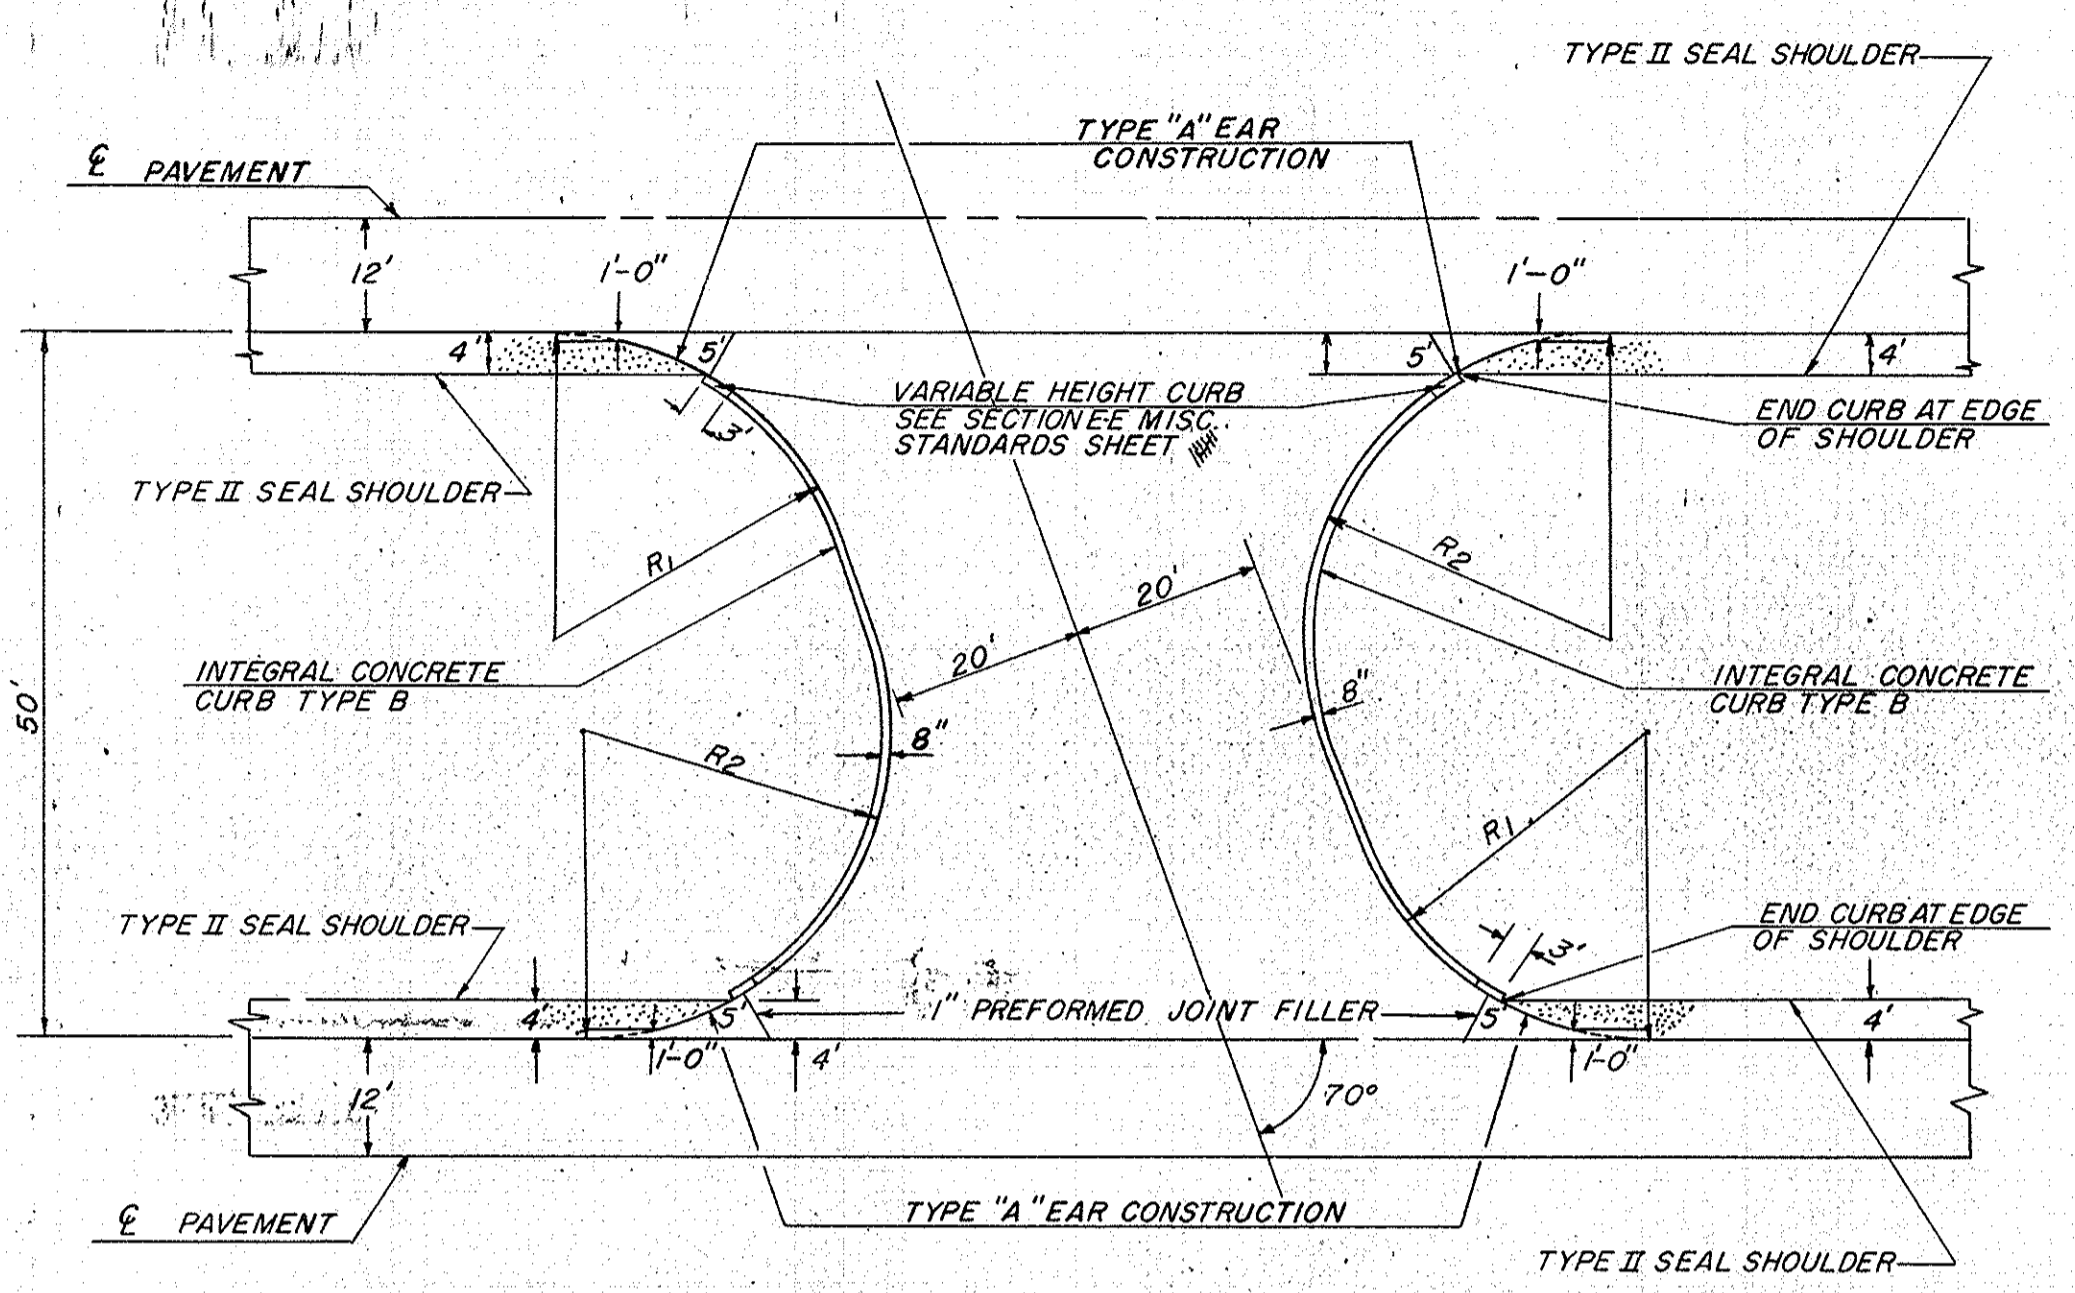 TYPE II SEAL SHOULDER
TYPE "A" EAR
CONSTRUCTION
℄ PAVEMENT
12'
1'-0"
1'-0"
4'
5'
5'
4'
VARIABLE HEIGHT CURB
SEE SECTION E-E MISC.
STANDARDS SHEET
END CURB AT EDGE
OF SHOULDER
3'
TYPE II SEAL SHOULDER
R1
R2
20'
20'
INTEGRAL CONCRETE
CURB TYPE B
INTEGRAL CONCRETE
CURB TYPE B
8"
50'
8"
R2
R1
TYPE II SEAL SHOULDER
END CURB AT EDGE
OF SHOULDER
3'
4'
5'
1" PREFORMED JOINT FILLER
5'
4'
1'-0"
4'
1'-0"
12'
70°
℄ PAVEMENT
TYPE "A" EAR CONSTRUCTION
TYPE II SEAL SHOULDER